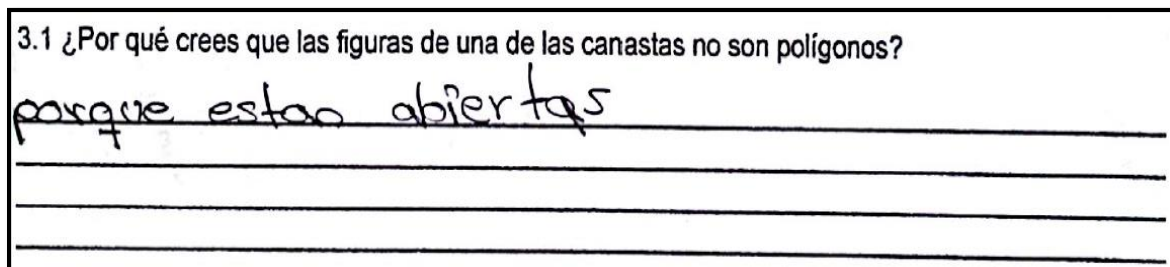 3.1 ¿Por qué crees que las figuras de una de las canastas no son polígonos?
porque estan abiertas